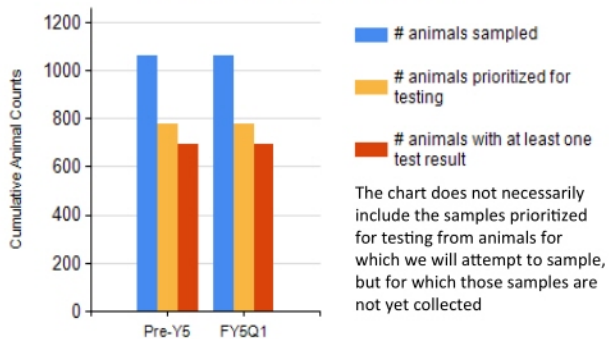 Cumulative Animal Counts
1200
1000
800
600
400
200
0
Pre-Y5
FY5Q1
# animals sampled
# animals prioritized for
testing
# animals with at least one
test result
The chart does not necessarily
include the samples prioritized
for testing from animals for
which we will attempt to sample,
but for which those samples are
not yet collected